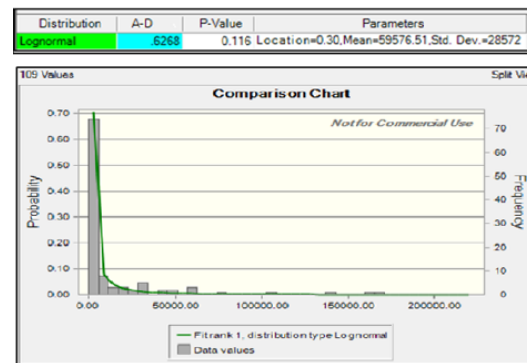 Distribution A-D P-Value Parameters
Lognormal .6268 0.116 Location=0.30,Mean=59576.51,Std. Dev.=28572
109 Values Split Vie
Comparison Chart
Not for Commercial Use
0.70
0.60
0.50
0.40
0.30
0.20
0.10
0.00
Probability
70
60
50
40
30
20
10
0
Frequency
0.00 50000.00 100000.00 150000.00 200000.00
Fit rank 1, distribution type Lognormal
Data values